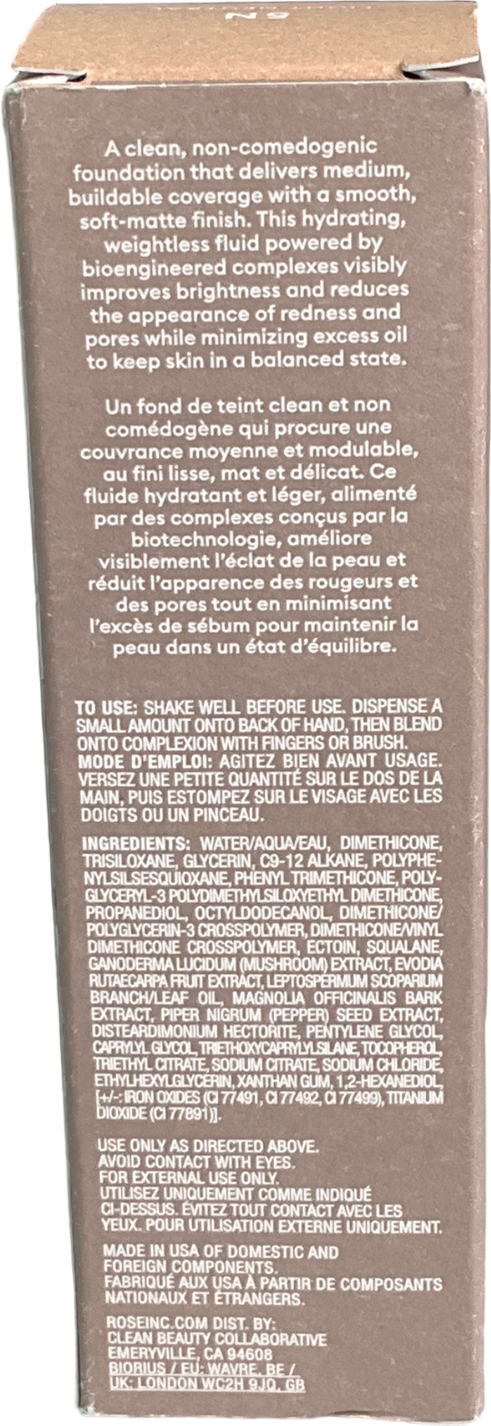 A clean, non-comedogenic
foundation that delivers medium,
buildable coverage with a smooth,
soft-matte finish. This hydrating,
weightless fluid powered by
bioengineered complexes visibly
improves brightness and reduces
the appearance of redness and
pores while minimizing excess oil
to keep skin in a balanced state.
Un fond de teint clean et non
comédogène qui procure une
couvrance moyenne et modulable,
au fini lisse, mat et délicat. Ce
fluide hydratant et léger, alimenté
par des complexes conçus par la
biotechnologie, améliore
visiblement l'éclat de la peau et
réduit l'apparence des rougeurs et
des pores tout en minimisant
l'excès de sébum pour maintenir la
peau dans un état d'équilibre.
TO USE: SHAKE WELL BEFORE USE. DISPENSE A
SMALL AMOUNT ONTO BACK OF HAND, THEN BLEND
ONTO COMPLEXION WITH FINGERS OR BRUSH.
MODE D'EMPLOI: AGITEZ BIEN AVANT USAGE.
VERSEZ UNE PETITE QUANTITÉ SUR LE DOS DE LA
MAIN, PUIS ESTOMPEZ SUR LE VISAGE AVEC LES
DOIGTS OU UN PINCEAU.
INGREDIENTS: WATER/AQUA/EAU, DIMETHICONE,
TRISILOXANE, GLYCERIN, C9-12 ALKANE, POLYPHE-
NYLSILSESQUIOXANE, PHENYL TRIMETHICONE, POLY-
GLYCERYL-3 POLYDIMETHYLSILOXYETHYL DIMETHICONE,
PROPANEDIOL, OCTYLDODECANOL, DIMETHICONE/
POLYGLYCERIN-3 CROSSPOLYMER, DIMETHICONE/VINYL
DIMETHICONE CROSSPOLYMER, ECTOIN, SQUALANE,
GANODERMA LUCIDUM (MUSHROOM) EXTRACT, EVODIA
RUTAECARPA FRUIT EXTRACT, LEPTOSPERMUM SCOPARIUM
BRANCH/LEAF OIL, MAGNOLIA OFFICINALIS BARK
EXTRACT, PIPER NIGRUM (PEPPER) SEED EXTRACT,
DISTEARDIMONIUM HECTORITE, PENTYLENE GLYCOL,
CAPRYLYL GLYCOL, TRIETHOXYCAPRYLYLSILANE, TOCOPHEROL,
TRIETHYL CITRATE, SODIUM CITRATE, SODIUM CHLORIDE,
ETHYLHEXYLGLYCERIN, XANTHAN GUM, 1,2-HEXANEDIOL,
[+/-: IRON OXIDES (CI 77491, CI 77492, CI 77499), TITANIUM
DIOXIDE (CI 77891)].
USE ONLY AS DIRECTED ABOVE.
AVOID CONTACT WITH EYES.
FOR EXTERNAL USE ONLY.
UTILISEZ UNIQUEMENT COMME INDIQUÉ
CI-DESSUS. ÉVITEZ TOUT CONTACT AVEC LES
YEUX. POUR UTILISATION EXTERNE UNIQUEMENT.
MADE IN USA OF DOMESTIC AND
FOREIGN COMPONENTS.
FABRIQUÉ AUX USA À PARTIR DE COMPOSANTS
NATIONAUX ET ÉTRANGERS.
ROSEINC.COM DIST. BY:
CLEAN BEAUTY COLLABORATIVE
EMERYVILLE, CA 94608
BIORIUS / EU: WAVRE, BE /
UK: LONDON WC2H 9JQ, GB